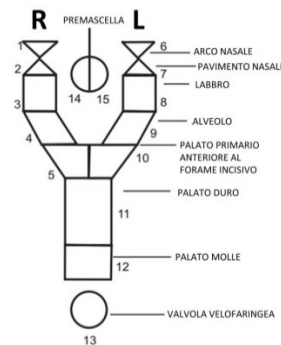 PREMASCELLA
R L
1 6 ARCO NASALE
PAVIMENTO NASALE
2 7
14 15 LABBRO
3 8
ALVEOLO
4 9
10 PALATO PRIMARIO
ANTERIORE AL
FORAME INCISIVO
5
PALATO DURO
11
PALATO MOLLE
12
VALVOLA VELOFARINGEA
13